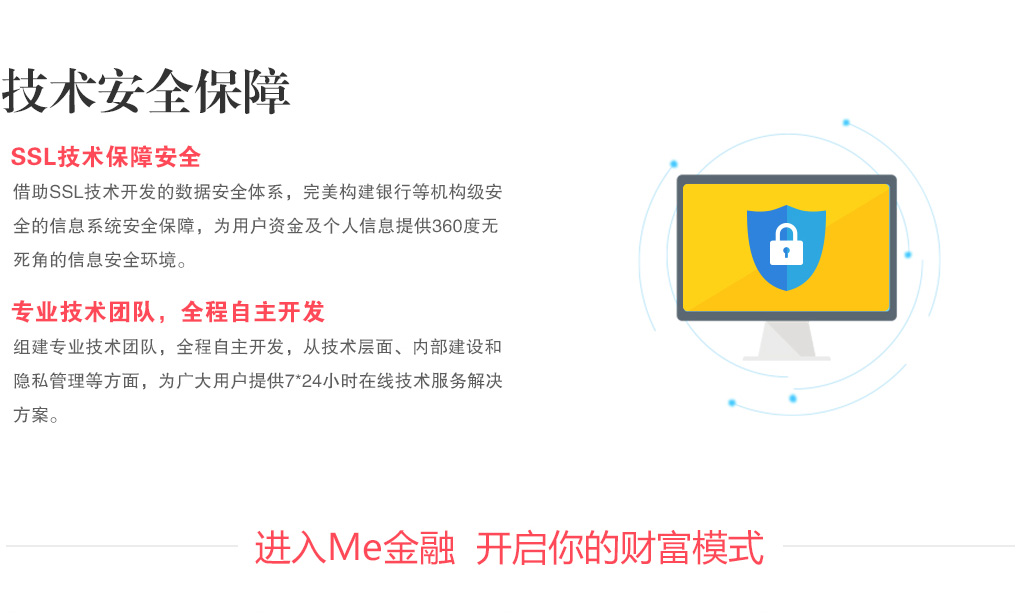 技术安全保障
SSL技术保障安全
借助SSL技术开发的数据安全体系，完美构建银行等机构级安
全的信息系统安全保障，为用户资金及个人信息提供360度无
死角的信息安全环境。
专业技术团队，全程自主开发
组建专业技术团队，全程自主开发，从技术层面、内部建设和
隐私管理等方面，为广大用户提供7*24小时在线技术服务解决
方案。
进入Me金融 开启你的财富模式